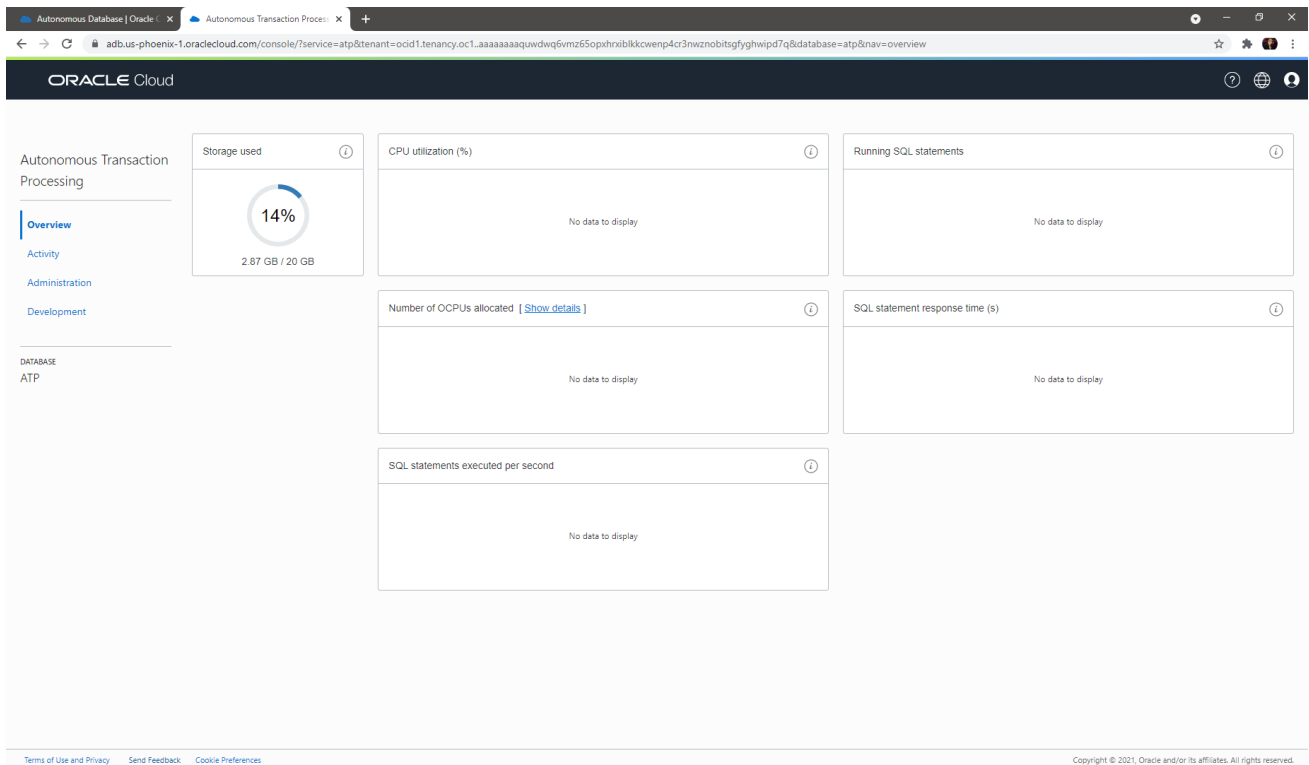 Autonomous Database | Oracle C
Autonomous Transaction Process
adb.us-phoenix-1.oraclecloud.com/console/?service=atp&tenant=ocid1.tenancy.oc1..aaaaaaaaquwdwq6vmz65opxhrxiblkkcwenp4cr3nwznobitsgfyghwipd7q&database=atp&nav=overview
ORACLE Cloud
Autonomous Transaction
Processing
Overview
Activity
Administration
Development
DATABASE
ATP
Storage used
14%
2.87 GB / 20 GB
CPU utilization (%)
No data to display
Running SQL statements
No data to display
Number of OCPUs allocated [ Show details ]
No data to display
SQL statement response time (s)
No data to display
SQL statements executed per second
No data to display
Terms of Use and Privacy Send Feedback Cookie Preferences
Copyright © 2021, Oracle and/or its affiliates. All rights reserved.